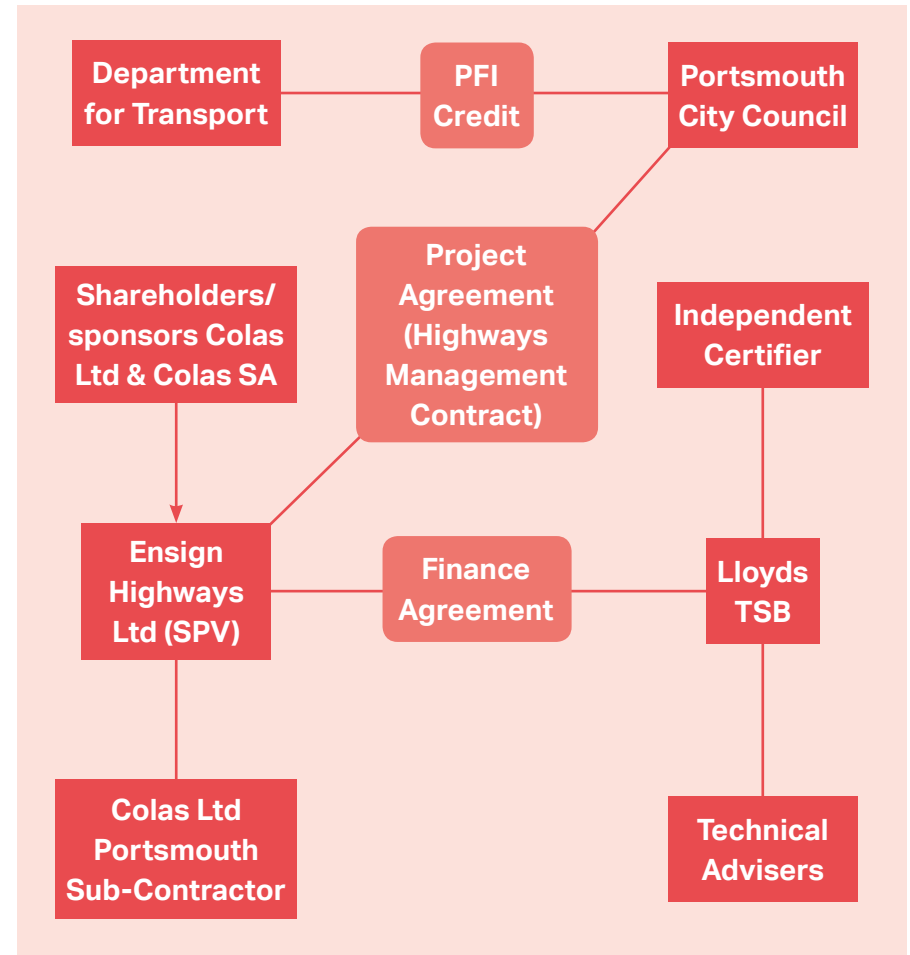 Department
for Transport
PFI
Credit
Portsmouth
City Council
Project
Agreement
(Highways
Management
Contract)
Shareholders/
sponsors Colas
Ltd & Colas SA
Independent
Certifier
Ensign
Highways
Ltd (SPV)
Finance
Agreement
Lloyds
TSB
Colas Ltd
Portsmouth
Sub-Contractor
Technical
Advisers